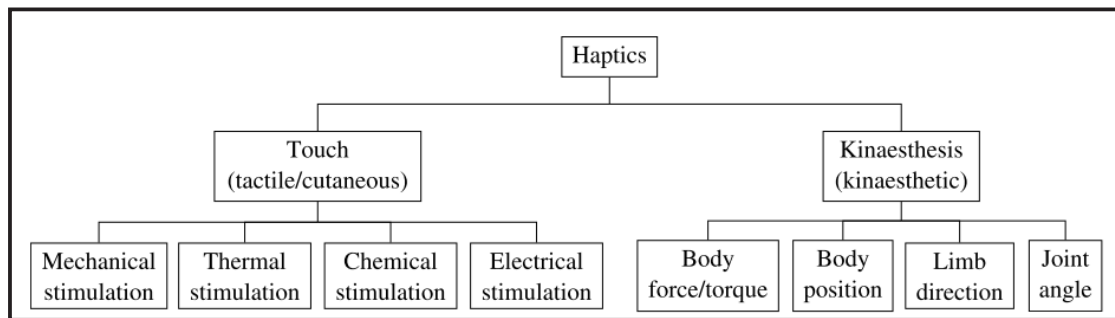 Haptics
Touch
(tactile/cutaneous)
Kinaesthesis
(kinaesthetic)
Mechanical
stimulation
Thermal
stimulation
Chemical
stimulation
Electrical
stimulation
Body
force/torque
Body
position
Limb
direction
Joint
angle